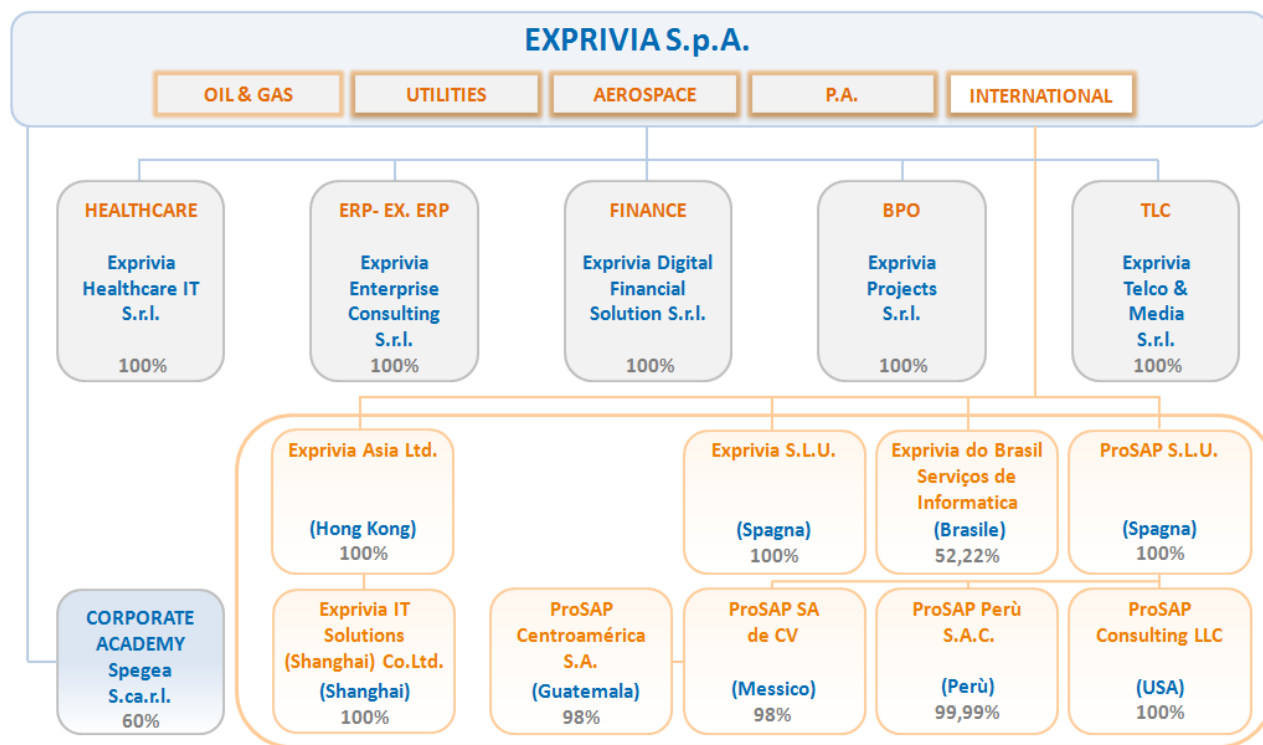 EXPRIVIA S.p.A.
OIL & GAS
UTILITIES
AEROSPACE
P.A.
INTERNATIONAL
HEALTHCARE
Exprivia
Healthcare IT
S.r.l.
100%
ERP- EX. ERP
Exprivia
Enterprise
Consulting
S.r.l.
100%
FINANCE
Exprivia Digital
Financial
Solution S.r.l.
100%
BPO
Exprivia
Projects
S.r.l.
100%
TLC
Exprivia
Telco &
Media
S.r.l.
100%
Exprivia Asia Ltd.
(Hong Kong)
100%
Exprivia S.L.U.
(Spagna)
100%
Exprivia do Brasil
Serviços de
Informatica
(Brasile)
52,22%
ProSAP S.L.U.
(Spagna)
100%
CORPORATE
ACADEMY
Spegea
S.ca.r.l.
60%
Exprivia IT
Solutions
(Shanghai) Co.Ltd.
(Shanghai)
100%
ProSAP
Centroamérica
S.A.
(Guatemala)
98%
ProSAP SA
de CV
(Messico)
98%
ProSAP Perù
S.A.C.
(Perù)
99,99%
ProSAP
Consulting LLC
(USA)
100%